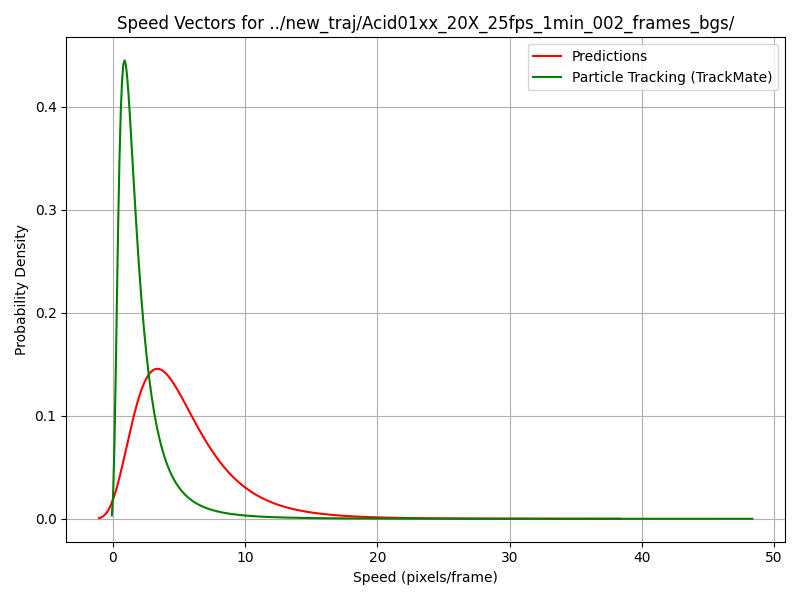 Speed Vectors for ../new_traj/Acid01xx_20X_25fps_1min_002_frames_bgs/
Predictions
Particle Tracking (TrackMate)
Probability Density
0.4
0.3
0.2
0.1
0.0
0 10 20 30 40 50
Speed (pixels/frame)